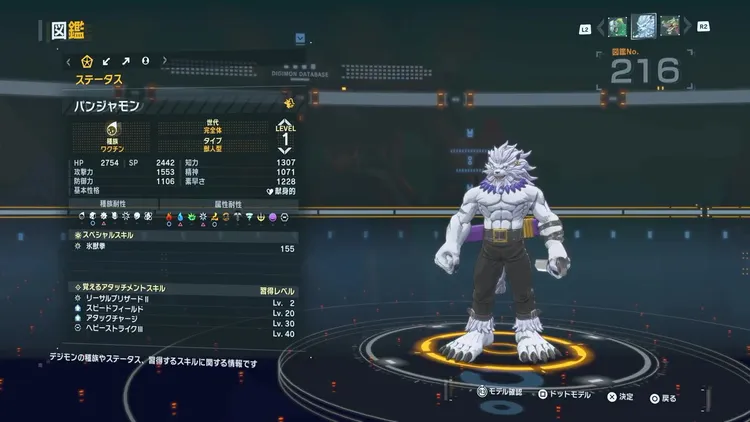 図鑑
L2
R2
図鑑No.
216
ステータス
DIGIMON DATABASE
パンジャモン
種族
ワクチン
世代
完全体
タイプ
獣人型
LEVEL
1
HP 2754 SP 2442 知力 1307
攻撃力 1553 精神 1071
防御力 1106 素早さ 1228
基本性格 献身的
種族耐性 属性耐性
スペシャルスキル
氷獣拳 155
覚えるアタッチメントスキル 習得レベル
リーサルブリザードⅡ Lv. 2
スピードフィールド Lv. 20
アタックチャージ Lv. 30
ヘビーストライクⅢ Lv. 40
デジモンの種族やステータス、習得するスキルに関する情報です
R3 モデル確認 ドットモデル 決定 戻る